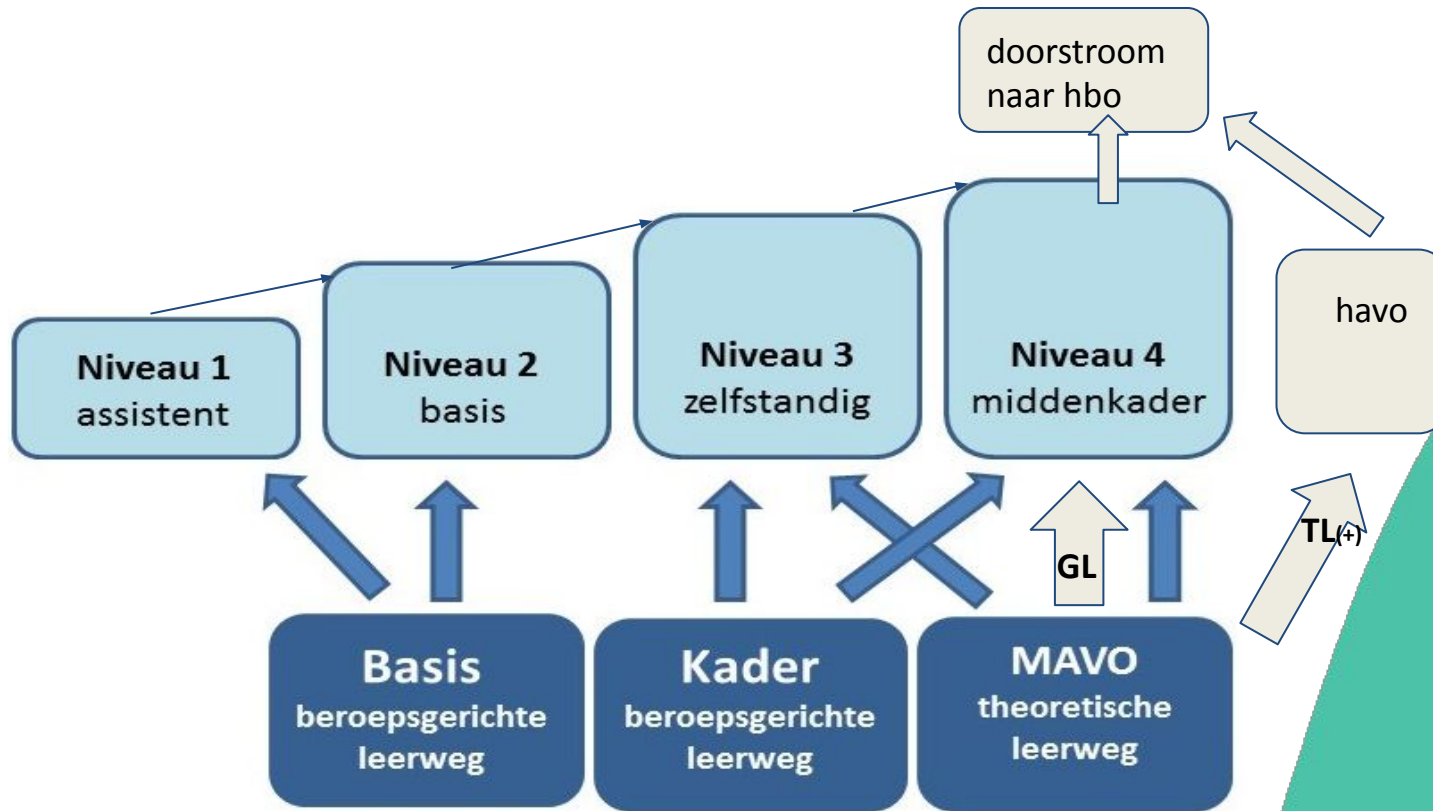 doorstroom
naar hbo
Niveau 1
assistent
Niveau 2
basis
Niveau 3
zelfstandig
Niveau 4
middenkader
havo
GL
TL(+)
Basis
beroepsgerichte
leerweg
Kader
beroepsgerichte
leerweg
MAVO
theoretische
leerweg